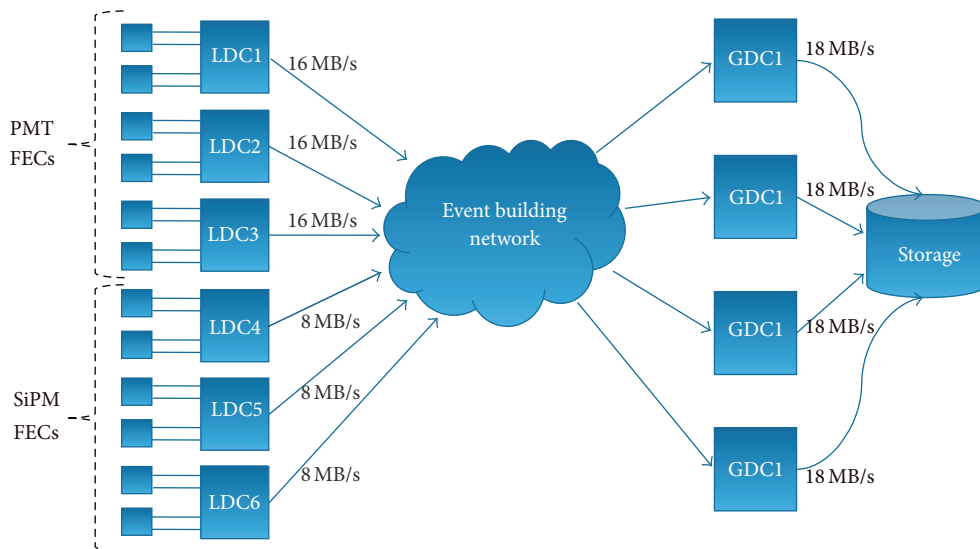 PMT
FECs
SiPM
FECs
LDC1
LDC2
LDC3
LDC4
LDC5
LDC6
16 MB/s
16 MB/s
16 MB/s
8 MB/s
8 MB/s
8 MB/s
Event building
network
GDC1
GDC1
GDC1
GDC1
18 MB/s
18 MB/s
18 MB/s
18 MB/s
Storage